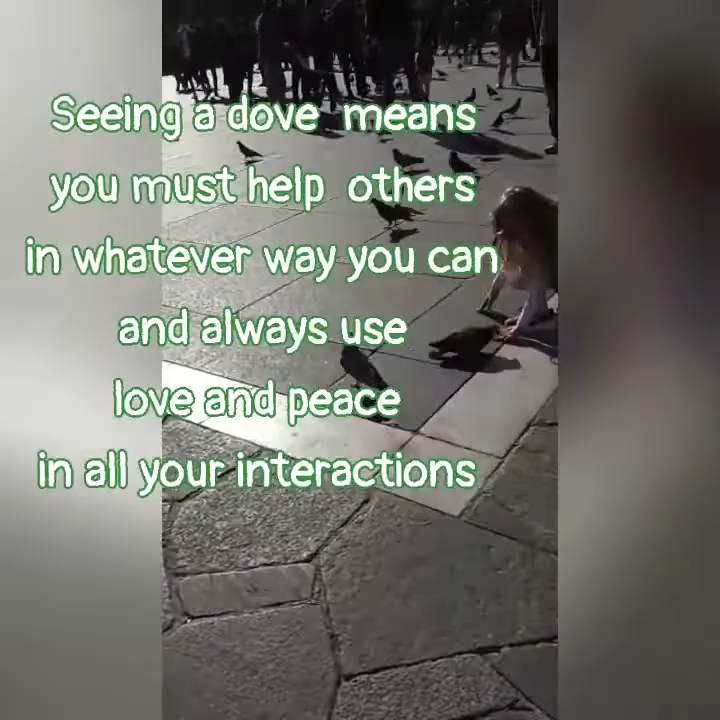 Seeing a dove means
you must help others
in whatever way you can
and always use
love and peace
in all your interactions